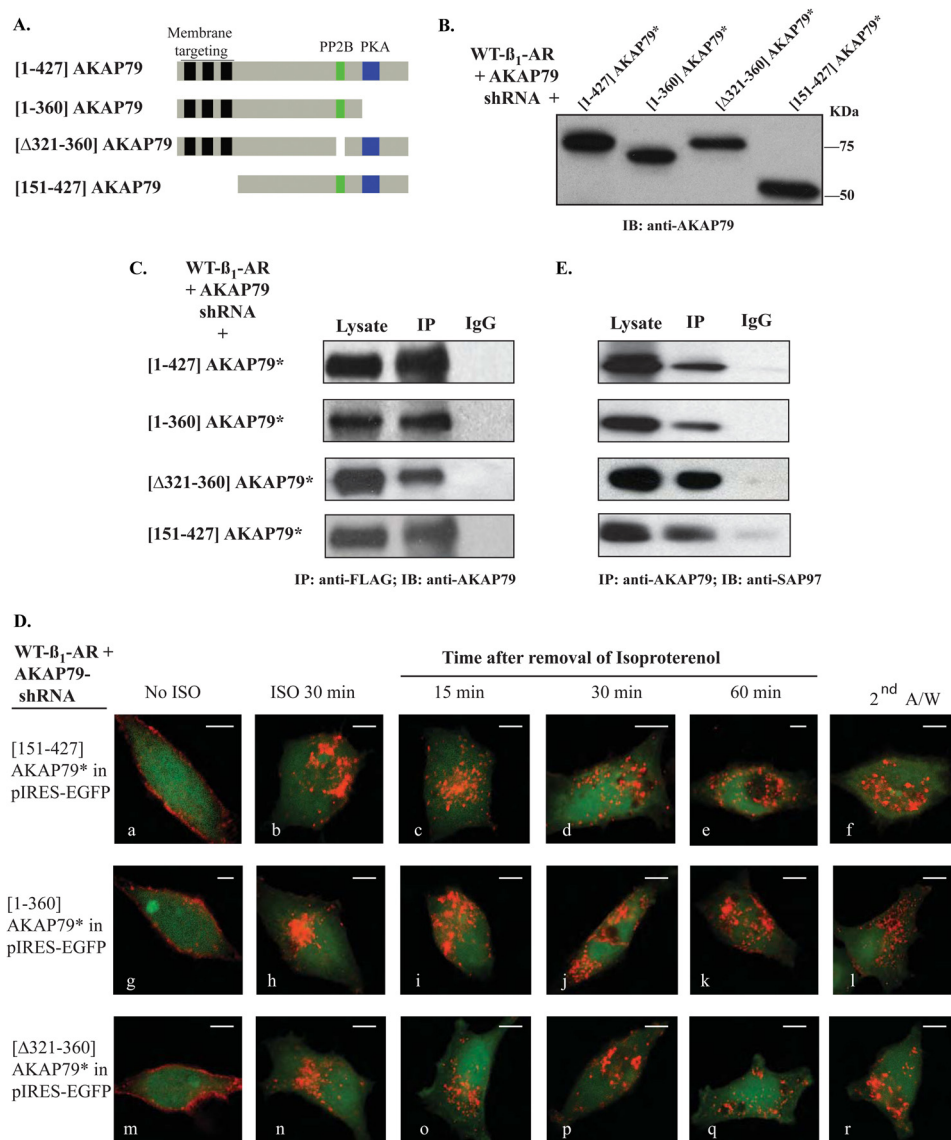 A.
Membrane
targeting
PP2B PKA
[1-427] AKAP79
[1-360] AKAP79
[Δ321-360] AKAP79
[151-427] AKAP79
B.
WT-ß₁-AR
+ AKAP79
shRNA +
[1-427] AKAP79*
[1-360] AKAP79*
[Δ321-360] AKAP79*
[151-427] AKAP79*
KDa
75
50
IB: anti-AKAP79
C.
WT-ß₁-AR
+ AKAP79
shRNA
+
Lysate IP IgG
[1-427] AKAP79*
[1-360] AKAP79*
[Δ321-360] AKAP79*
[151-427] AKAP79*
IP: anti-FLAG; IB: anti-AKAP79
E.
Lysate IP IgG
IP: anti-AKAP79; IB: anti-SAP97
D.
WT-ß₁-AR +
AKAP79-
shRNA
Time after removal of Isoproterenol
No ISO ISO 30 min 15 min 30 min 60 min 2nd A/W
[151-427]
AKAP79* in
pIRES-EGFP
a b c d e f
[1-360]
AKAP79* in
pIRES-EGFP
g h i j k l
[Δ321-360]
AKAP79* in
pIRES-EGFP
m n o p q r